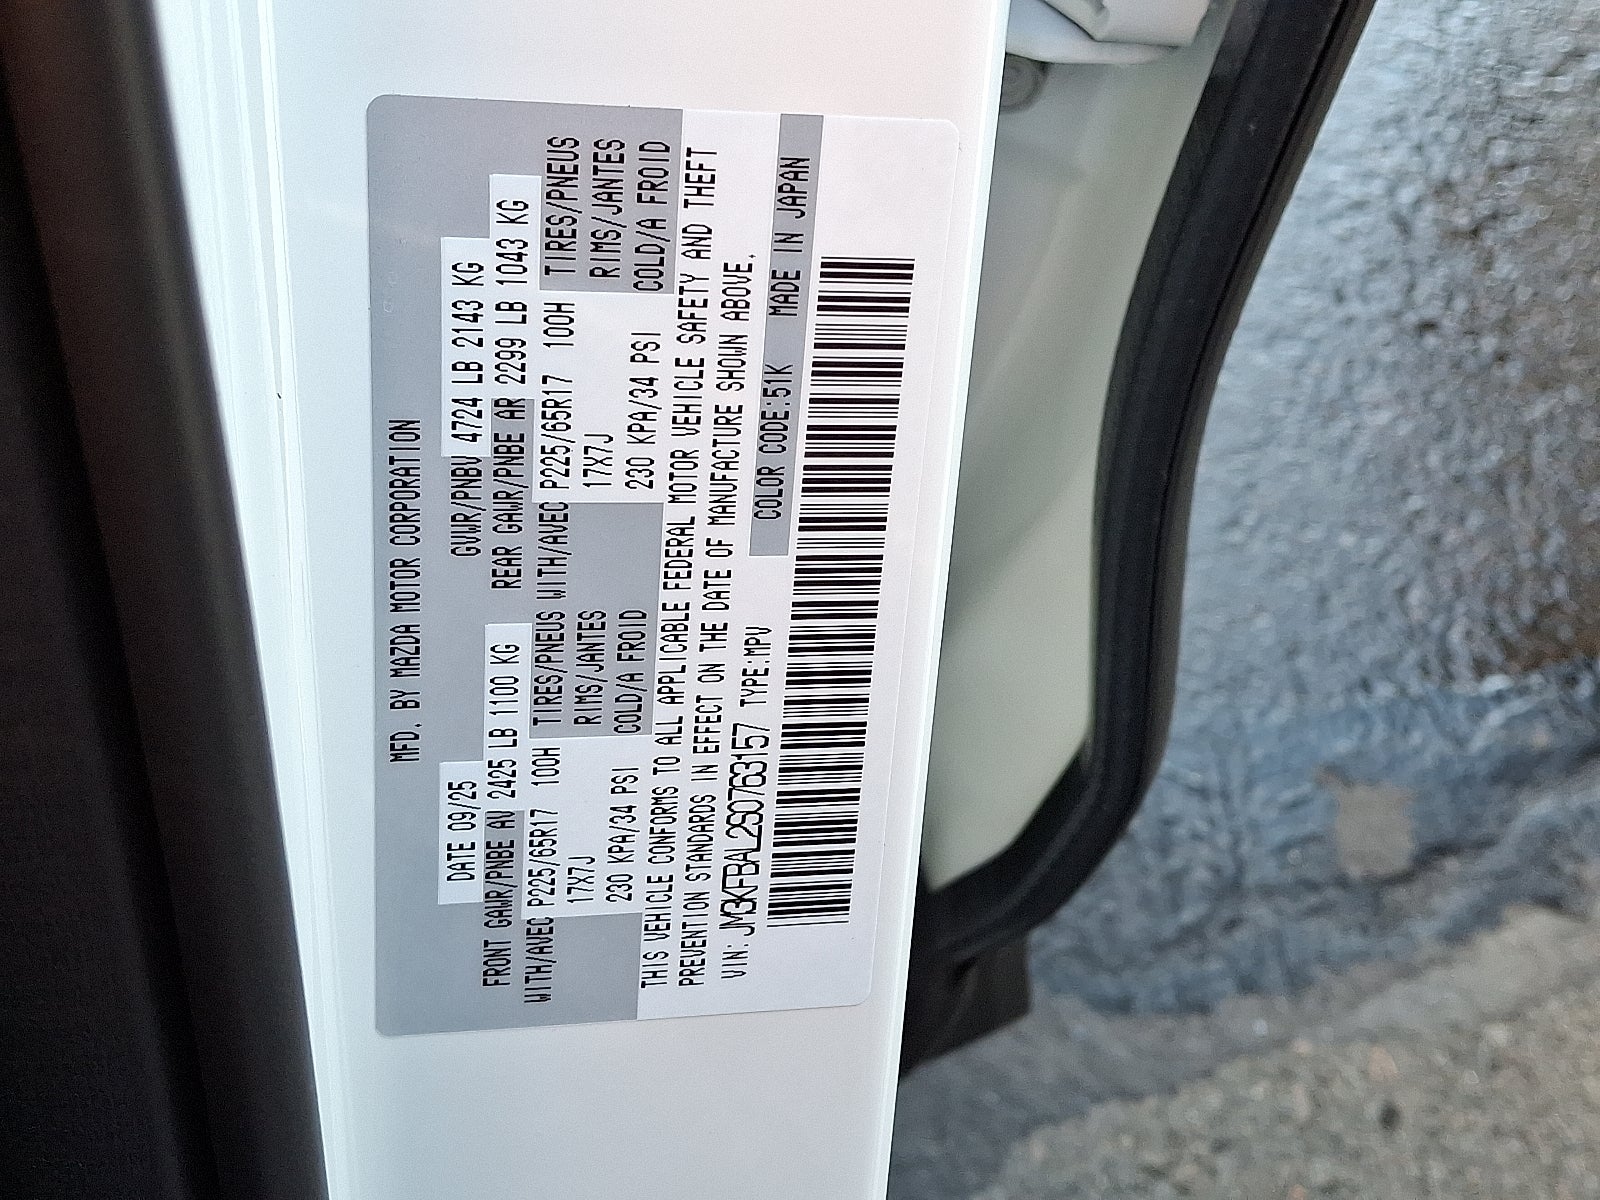 MFD. BY MAZDA MOTOR CORPORATION
DATE 09/25 GVWR/PNBV 4724 LB 2143 KG
FRONT GAWR/PNBE AV 2425 LB 1100 KG REAR GAWR/PNBE AR 2299 LB 1043 KG
WITH/AVEC P225/65R17 100H TIRES/PNEUS WITH/AVEC P225/65R17 100H TIRES/PNEUS
17X7J RIMS/JANTES 17X7J RIMS/JANTES
230 KPA/34 PSI COLD/A FROID 230 KPA/34 PSI COLD/A FROID
THIS VEHICLE CONFORMS TO ALL APPLICABLE FEDERAL MOTOR VEHICLE SAFETY AND THEFT
PREVENTION STANDARDS IN EFFECT ON THE DATE OF MANUFACTURE SHOWN ABOVE.
VIN: JM3KFBAL2S0763157 TYPE:MPV COLOR CODE:51K MADE IN JAPAN